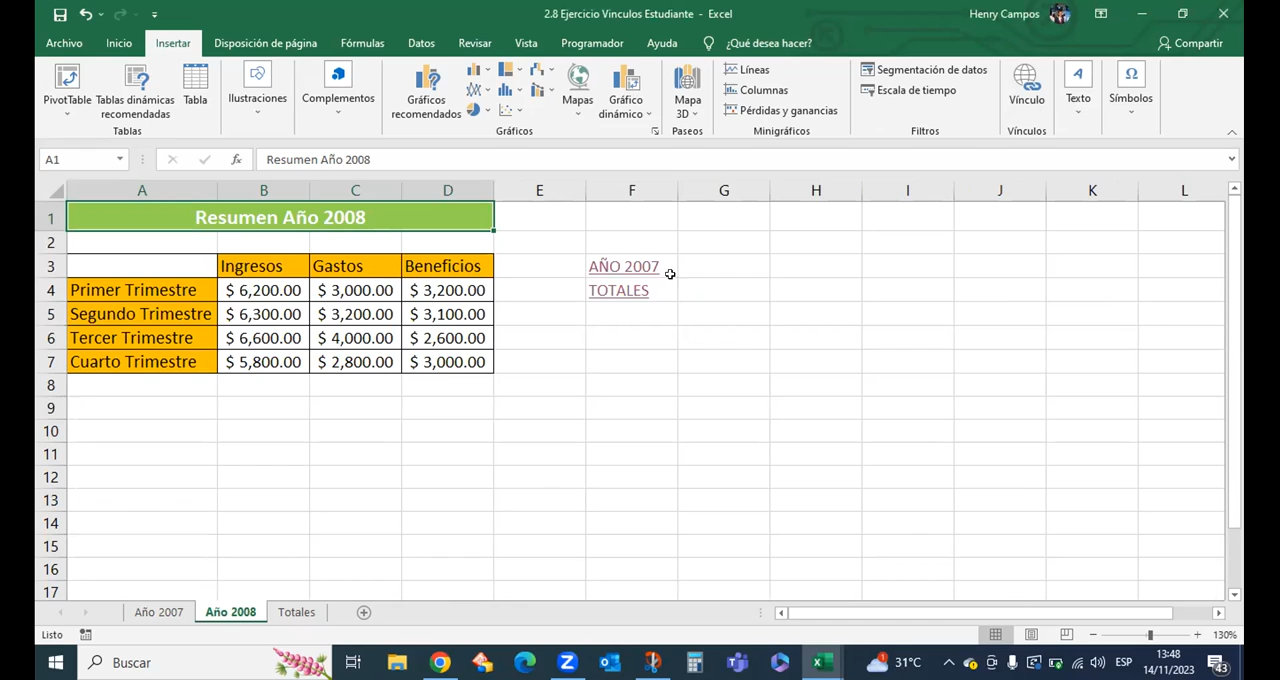 2.8 Ejercicio Vinculos Estudiante - Excel
Henry Campos
Archivo Inicio Insertar Disposición de página Fórmulas Datos Revisar Vista Programador Ayuda ¿Qué desea hacer? Compartir
PivotTable
Tablas dinámicas
recomendadas
Tabla
Tablas
Ilustraciones
Complementos
Gráficos
recomendados
Mapas
Gráfico
dinámico
Gráficos
Mapa
3D
Paseos
Líneas
Columnas
Pérdidas y ganancias
Minigráficos
Segmentación de datos
Escala de tiempo
Filtros
Vínculo
Vínculos
Texto
Símbolos
A1 fx Resumen Año 2008
A B C D E F G H I J K L
1 Resumen Año 2008
2
3 Ingresos Gastos Beneficios AÑO 2007
4 Primer Trimestre $ 6,200.00 $ 3,000.00 $ 3,200.00 TOTALES
5 Segundo Trimestre $ 6,300.00 $ 3,200.00 $ 3,100.00
6 Tercer Trimestre $ 6,600.00 $ 4,000.00 $ 2,600.00
7 Cuarto Trimestre $ 5,800.00 $ 2,800.00 $ 3,000.00
8
9
10
11
12
13
14
15
16
17
Año 2007 Año 2008 Totales
Listo 130%
Buscar 31°C ESP 13:48
14/11/2023 43